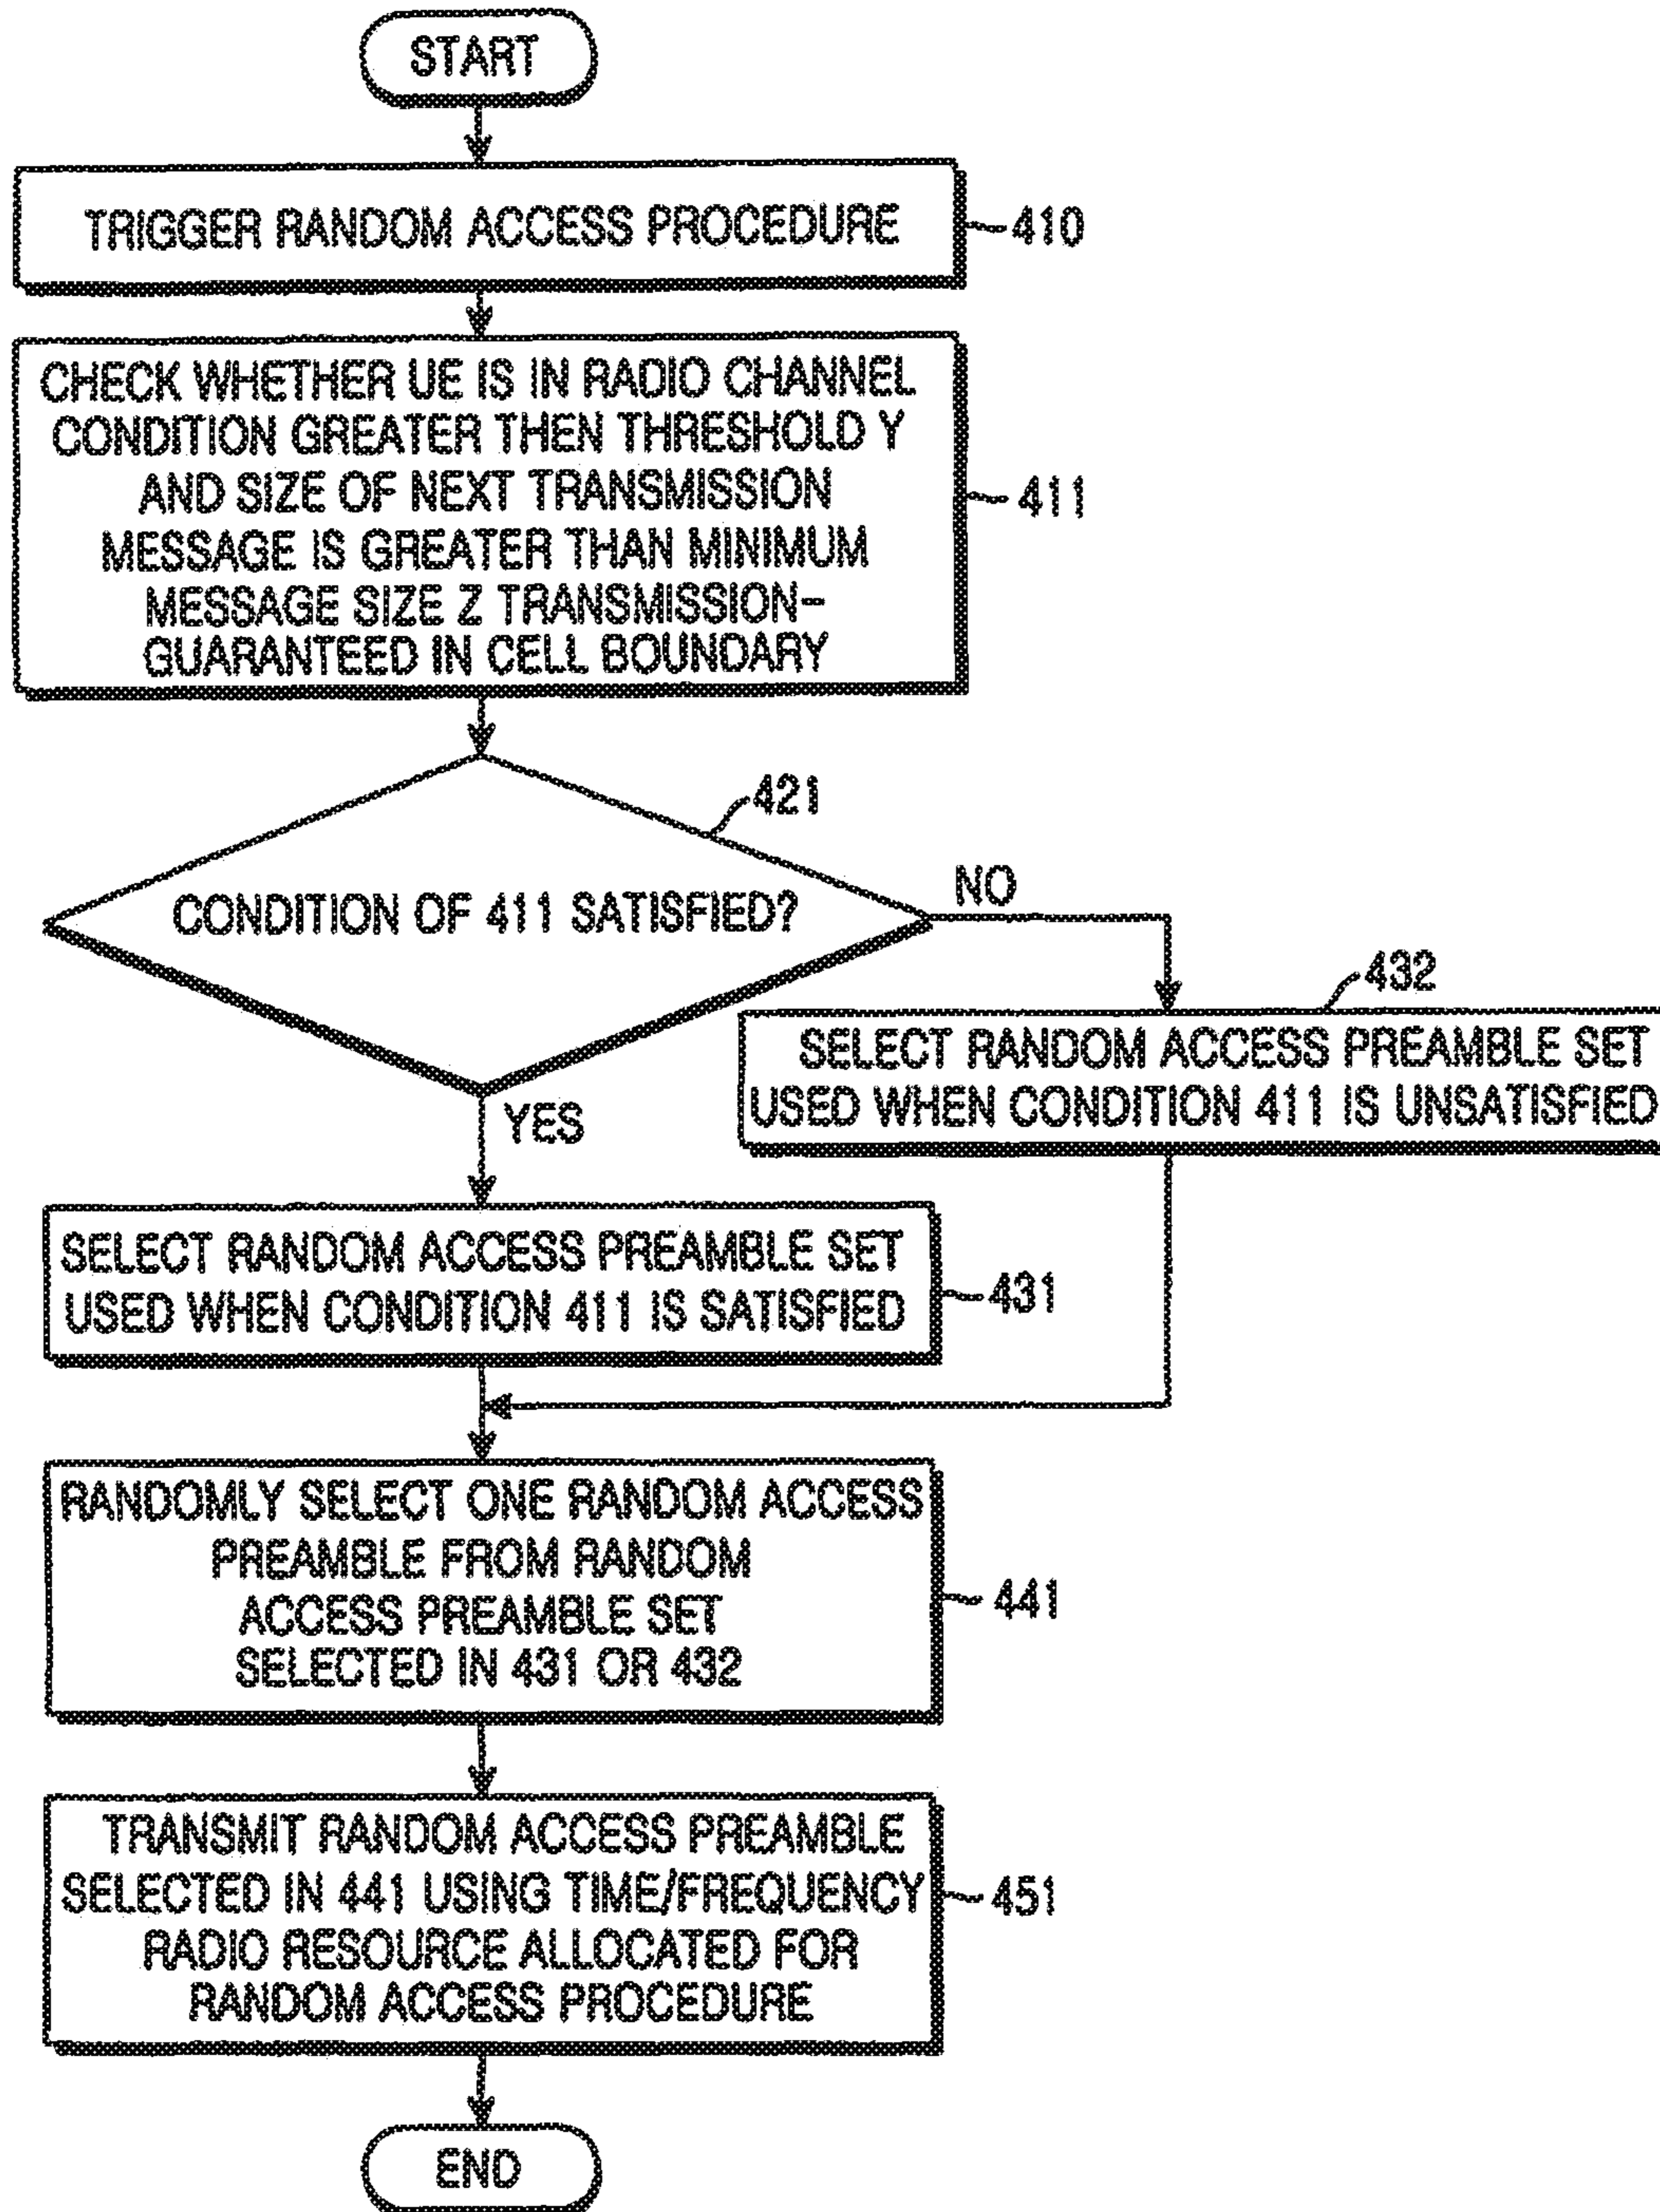 START
TRIGGER RANDOM ACCESS PROCEDURE
410
CHECK WHETHER UE IS IN RADIO CHANNEL
CONDITION GREATER THEN THRESHOLD Y
AND SIZE OF NEXT TRANSMISSION
MESSAGE IS GREATER THAN MINIMUM
MESSAGE SIZE Z TRANSMISSION-
GUARANTEED IN CELL BOUNDARY
411
421
CONDITION OF 411 SATISFIED?
NO
432
SELECT RANDOM ACCESS PREAMBLE SET
USED WHEN CONDITION 411 IS UNSATISFIED
YES
SELECT RANDOM ACCESS PREAMBLE SET
USED WHEN CONDITION 411 IS SATISFIED
431
RANDOMLY SELECT ONE RANDOM ACCESS
PREAMBLE FROM RANDOM
ACCESS PREAMBLE SET
SELECTED IN 431 OR 432
441
TRANSMIT RANDOM ACCESS PREAMBLE
SELECTED IN 441 USING TIME/FREQUENCY
RADIO RESOURCE ALLOCATED FOR
RANDOM ACCESS PROCEDURE
451
END